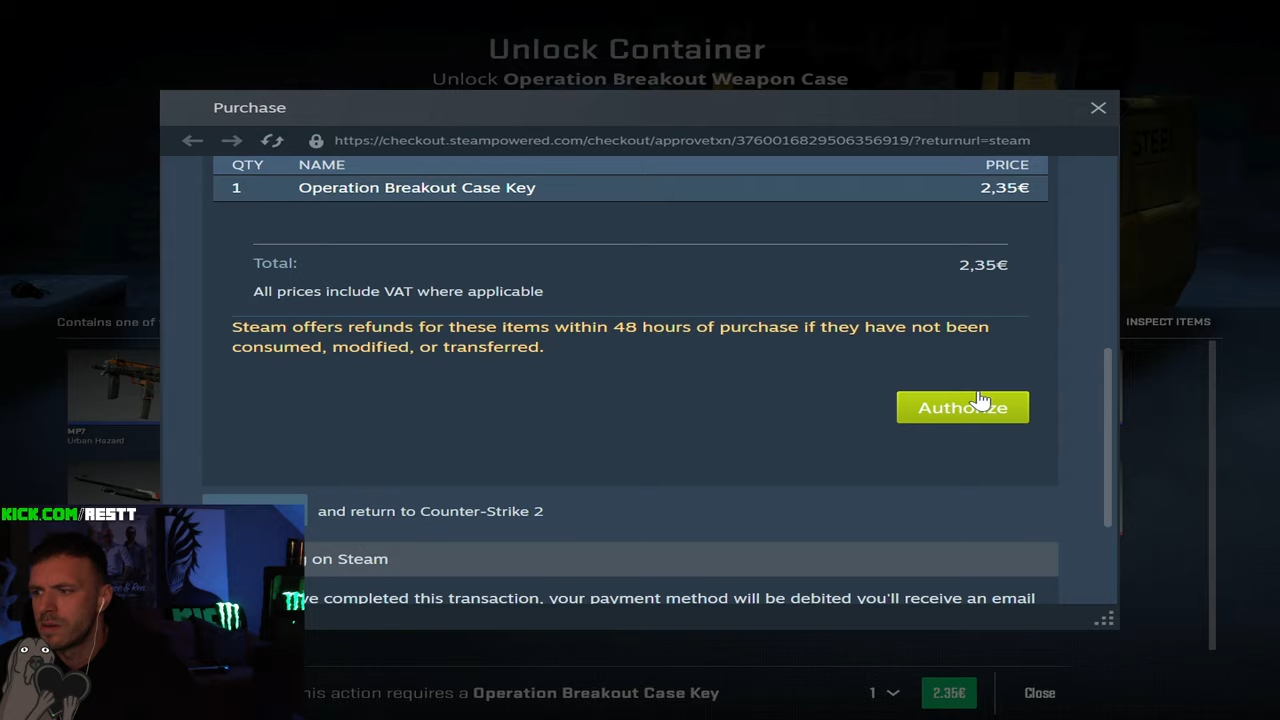 Unlock Container
Unlock Operation Breakout Weapon Case
Purchase
https://checkout.steampowered.com/checkout/approvetxn/3760016829506356919/?returnurl=steam
QTY NAME PRICE
1 Operation Breakout Case Key 2,35€
Total: 2,35€
All prices include VAT where applicable
Steam offers refunds for these items within 48 hours of purchase if they have not been
consumed, modified, or transferred.
Authorize
Contains one of
INSPECT ITEMS
STEEL
MP7
Urban Hazard
and return to Counter-Strike 2
on Steam
KICK.COM/RESTT
KICK
completed this transaction, your payment method will be debited you'll receive an email
his action requires a Operation Breakout Case Key 1 2.35€ Close